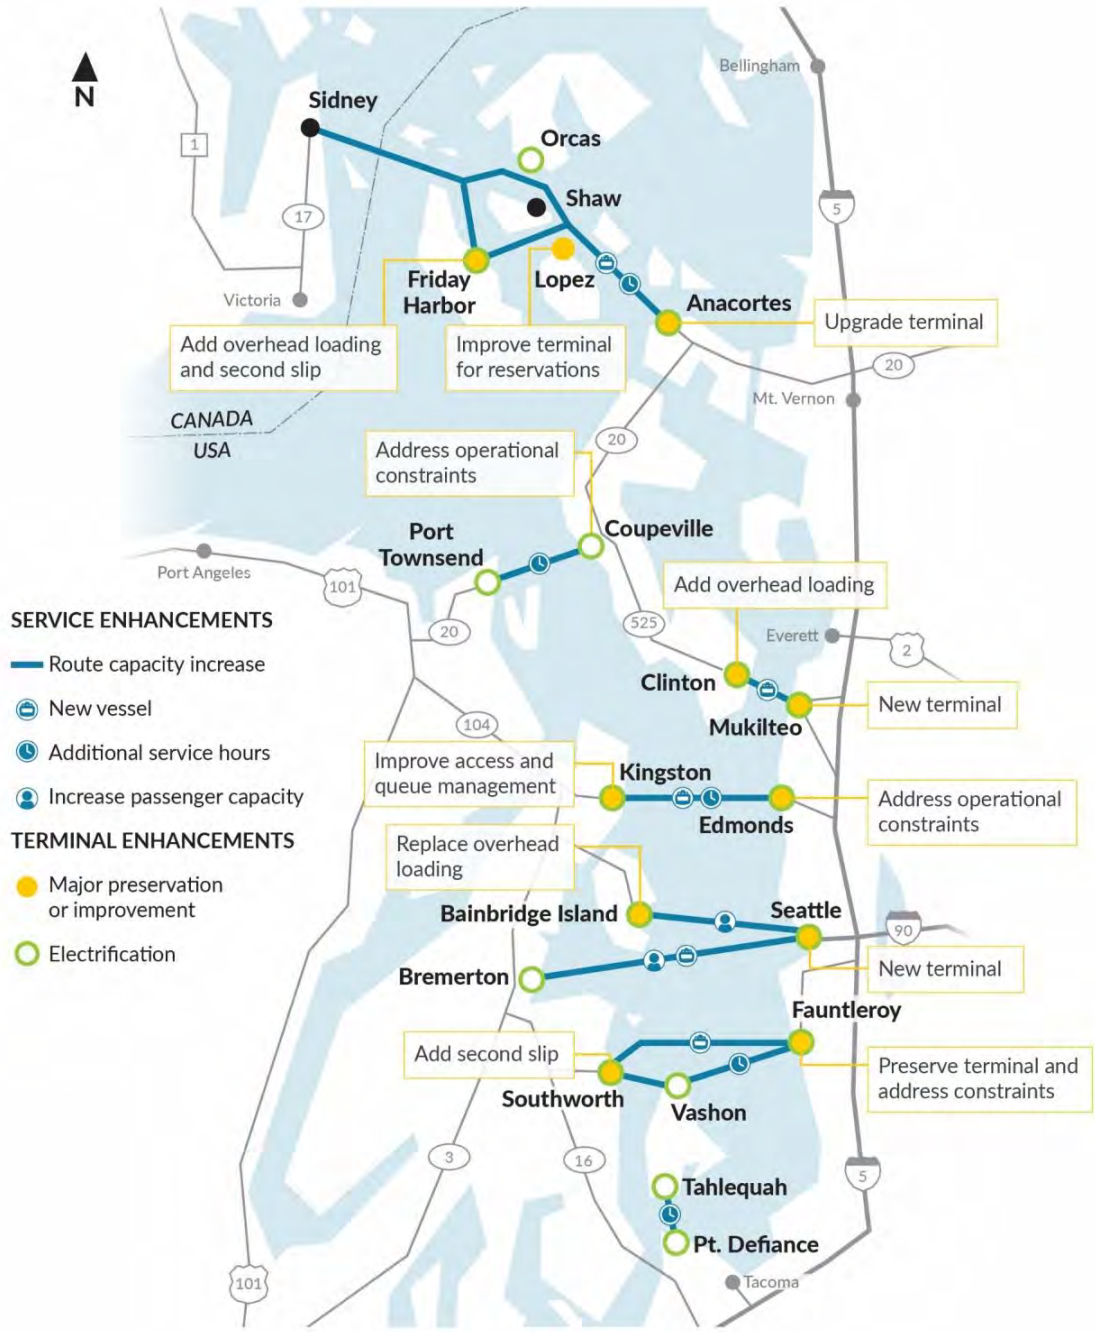 Bellingham
N
Sidney
Orcas
1
Shaw
5
17
Friday
Harbor
Lopez
Victoria
Anacortes
Upgrade terminal
Add overhead loading
and second slip
Improve terminal
for reservations
20
Mt. Vernon
CANADA
USA
20
Address operational
constraints
Port
Townsend
Coupeville
Port Angeles
101
Add overhead loading
SERVICE ENHANCEMENTS
20
525
Everett
2
Route capacity increase
Clinton
New vessel
New terminal
104
Mukilteo
Additional service hours
Improve access and
queue management
Kingston
Increase passenger capacity
Edmonds
Address operational
constraints
TERMINAL ENHANCEMENTS
Replace overhead
loading
Major preservation
or improvement
Bainbridge Island
Seattle
90
Electrification
Bremerton
New terminal
Fauntleroy
Add second slip
Preserve terminal and
address constraints
Southworth
Vashon
3
16
5
Tahlequah
Pt. Defiance
101
Tacoma